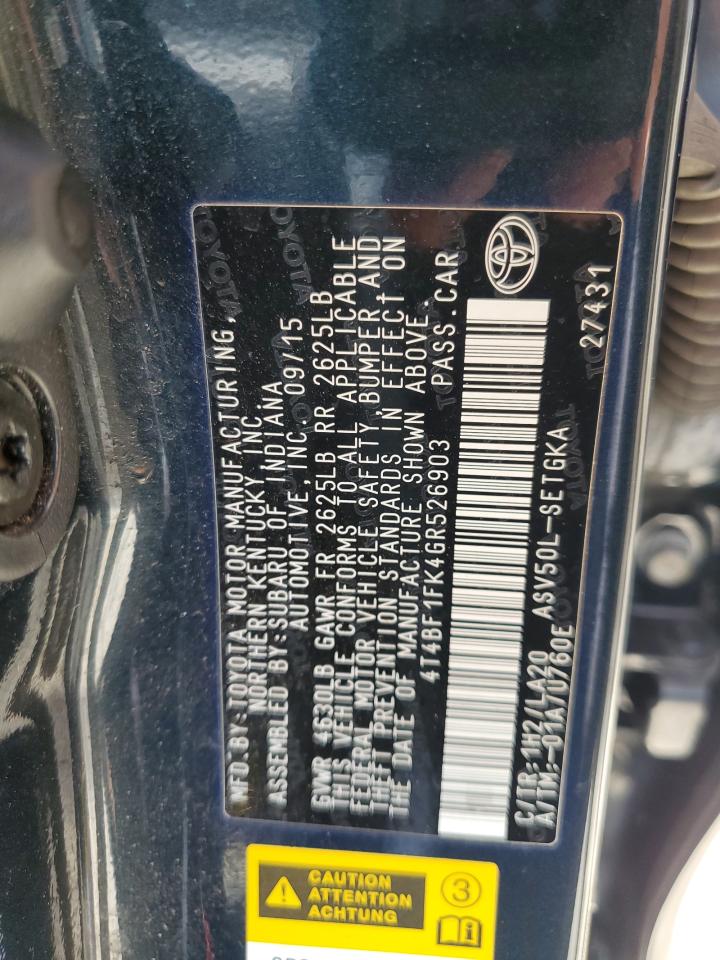 MFD.BY:TOYOTA MOTOR MANUFACTURING,
NORTHERN KENTUCKY, INC.
ASSEMBLED BY:SUBARU OF INDIANA
AUTOMOTIVE, INC. 09/15
GVWR 4630LB GAWR FR 2625LB RR 2625LB
THIS VEHICLE CONFORMS TO ALL APPLICABLE
FEDERAL MOTOR VEHICLE SAFETY,BUMPER,AND
THEFT PREVENTION STANDARDS IN EFFECT ON
THE DATE OF MANUFACTURE SHOWN ABOVE.
4T4BF1FK4GR526903 PASS.CAR
C/TR:1H2/LA20 ASV50L-SETGKA
A/TM:-01A/U760E
27431
CAUTION
ATTENTION
ACHTUNG
3